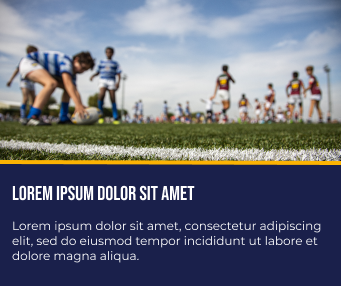 LOREM IPSUM DOLOR SIT AMET
Lorem ipsum dolor sit amet, consectetur adipiscing
elit, sed do eiusmod tempor incididunt ut labore et
dolore magna aliqua.